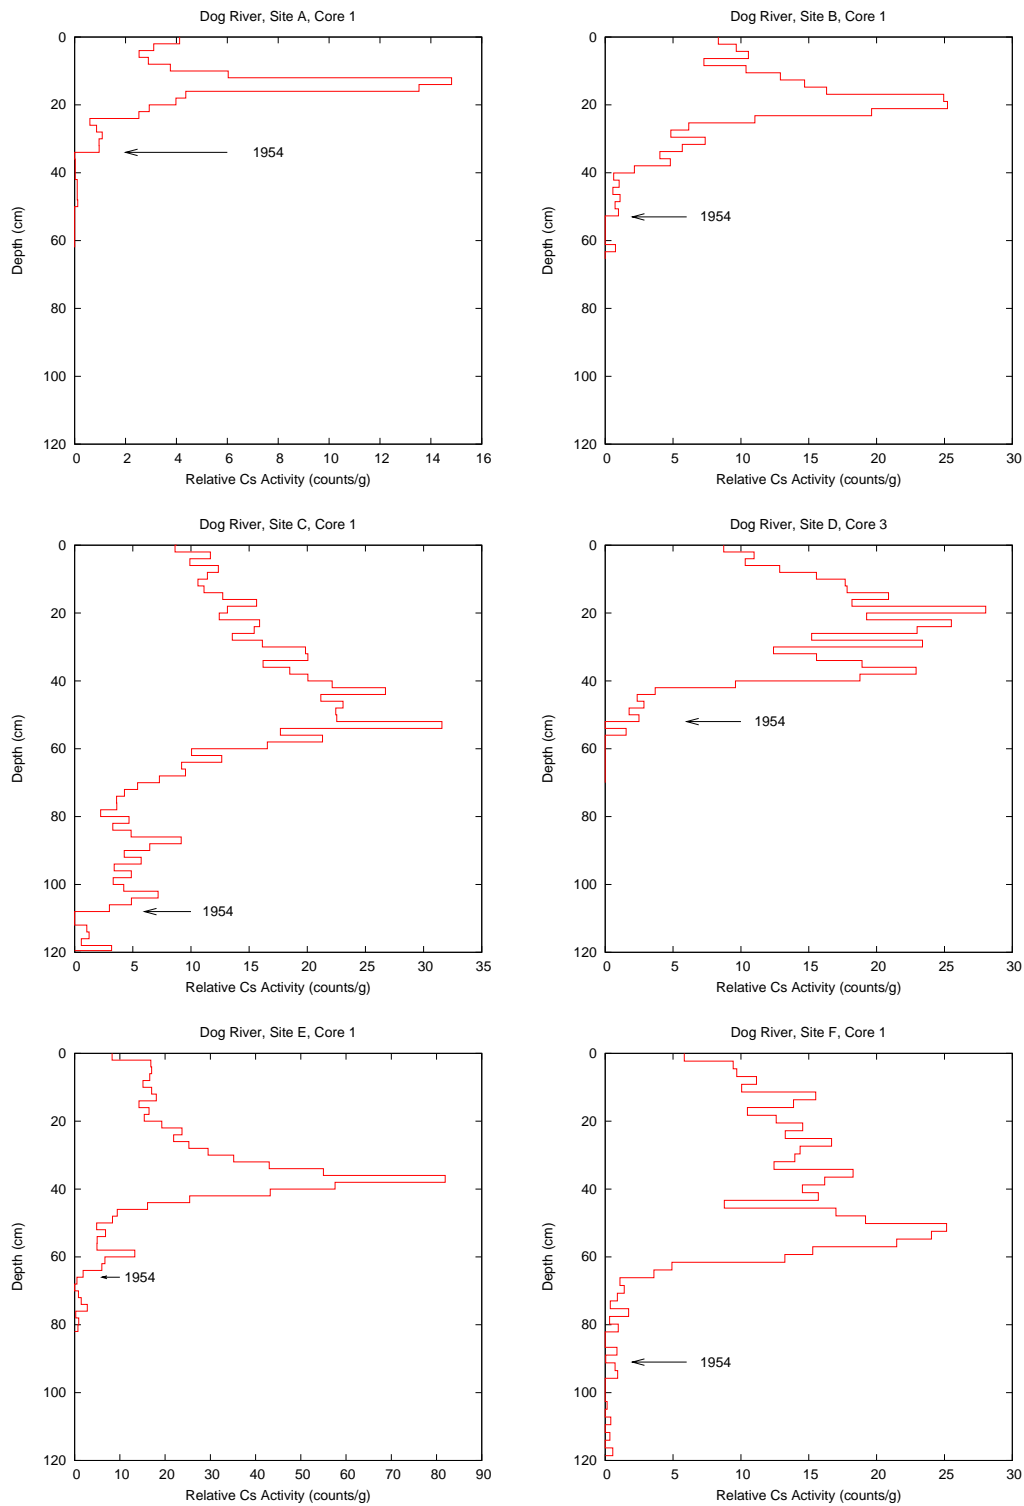 Dog River, Site A, Core 1
0
20
40
60
80
100
120
Depth (cm)
0 2 4 6 8 10 12 14 16
Relative Cs Activity (counts/g)
1954
Dog River, Site B, Core 1
0
20
40
60
80
100
120
Depth (cm)
0 5 10 15 20 25 30
Relative Cs Activity (counts/g)
1954
Dog River, Site C, Core 1
0
20
40
60
80
100
120
Depth (cm)
0 5 10 15 20 25 30 35
Relative Cs Activity (counts/g)
1954
Dog River, Site D, Core 3
0
20
40
60
80
100
120
Depth (cm)
0 5 10 15 20 25 30
Relative Cs Activity (counts/g)
1954
Dog River, Site E, Core 1
0
20
40
60
80
100
120
Depth (cm)
0 10 20 30 40 50 60 70 80 90
Relative Cs Activity (counts/g)
1954
Dog River, Site F, Core 1
0
20
40
60
80
100
120
Depth (cm)
0 5 10 15 20 25 30
Relative Cs Activity (counts/g)
1954